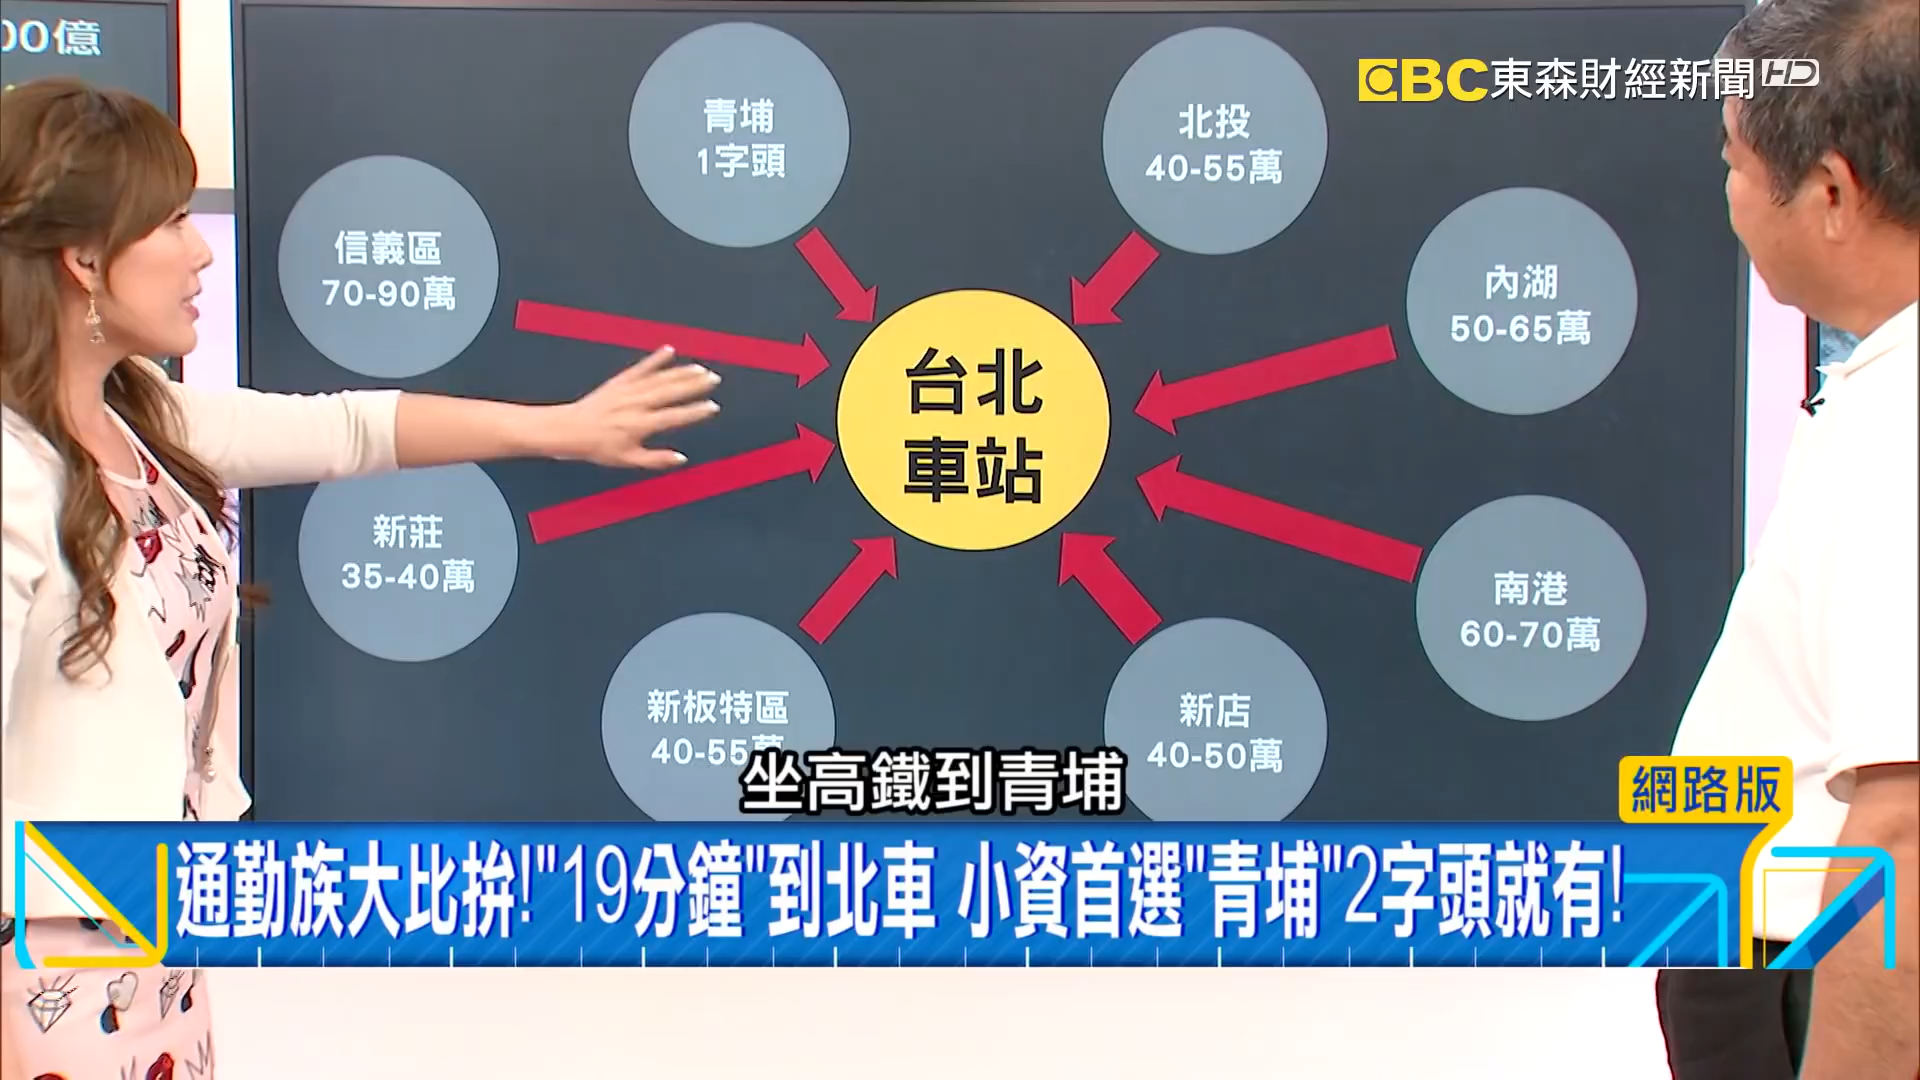 00億
EBC東森財經新聞HD
青埔
1字頭
北投
40-55萬
信義區
70-90萬
內湖
50-65萬
台北
車站
新莊
35-40萬
南港
60-70萬
新板特區
40-55萬
新店
40-50萬
坐高鐵到青埔
網路版
通勤族大比拚!"19分鐘"到北車 小資首選"青埔"2字頭就有!